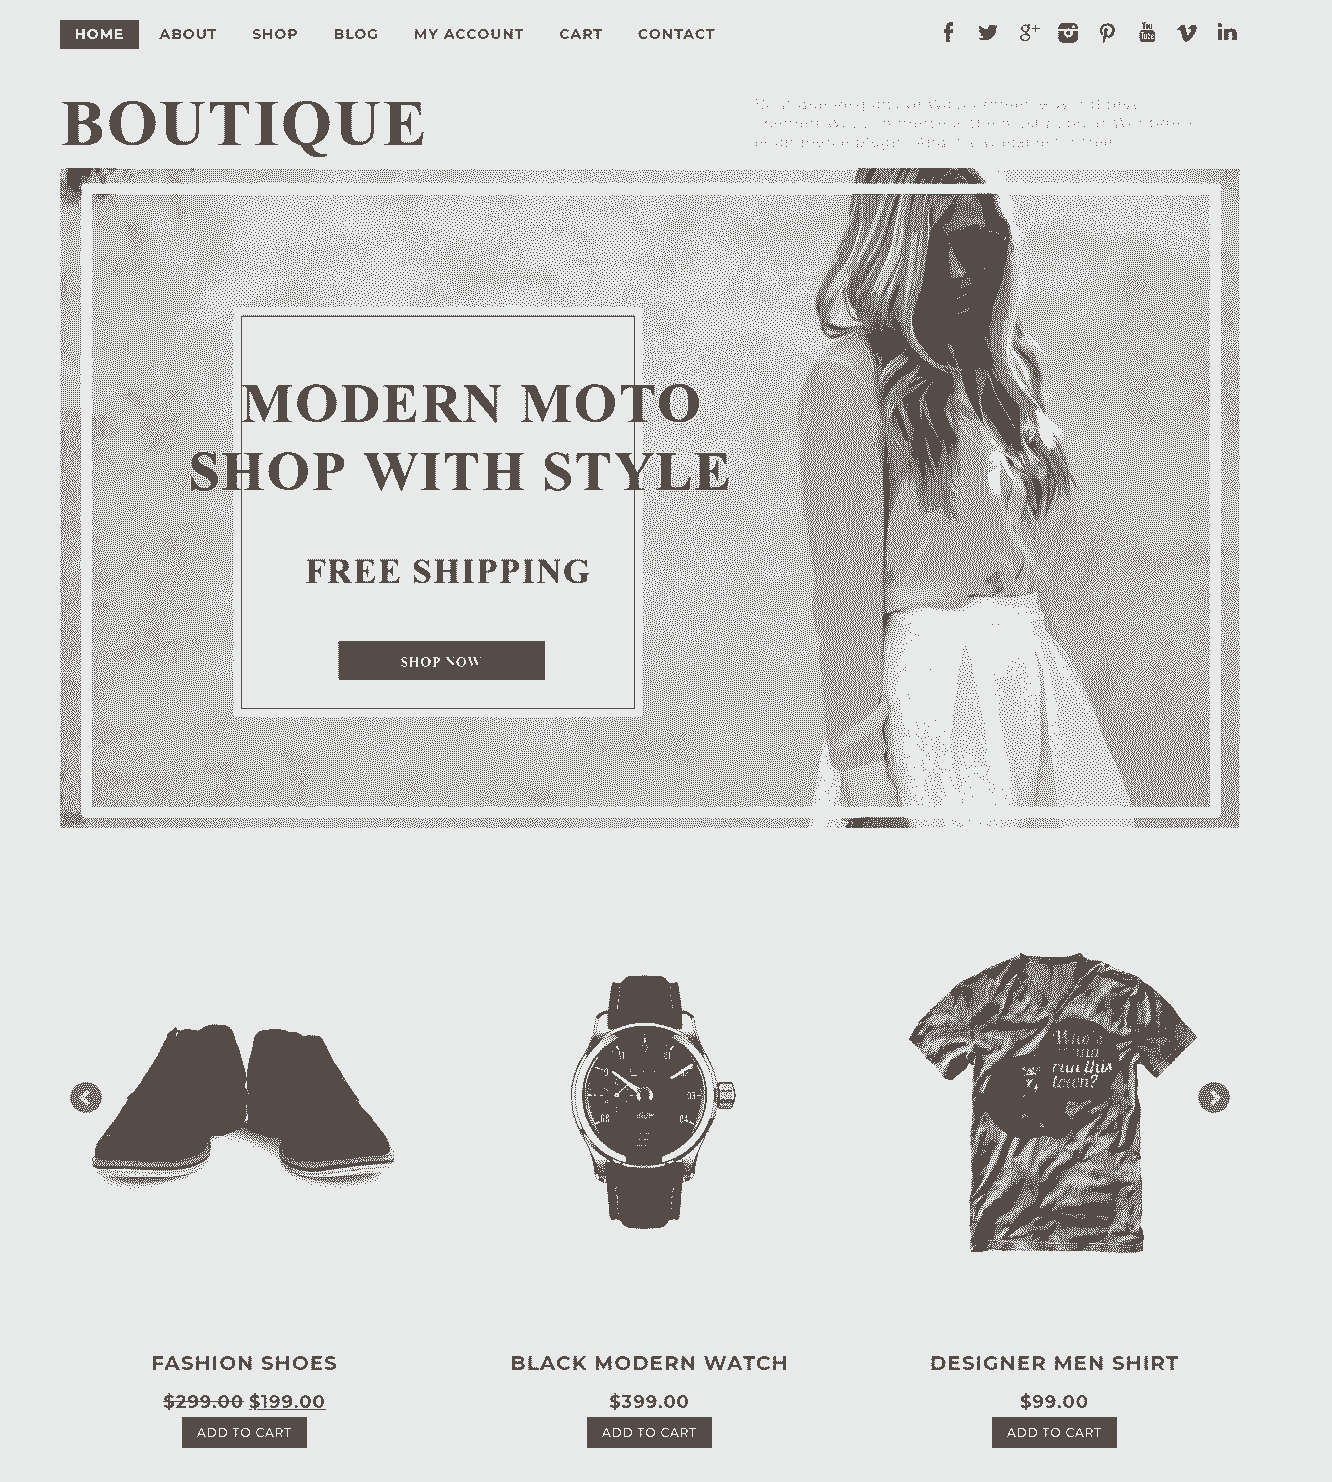 HOME ABOUT SHOP BLOG MY ACCOUNT CART CONTACT
BOUTIQUE
MODERN MOTO
SHOP WITH STYLE
FREE SHIPPING
SHOP NOW
Who's
run this
town?
FASHION SHOES BLACK MODERN WATCH DESIGNER MEN SHIRT
$299.00 $199.00 $399.00 $99.00
ADD TO CART ADD TO CART ADD TO CART